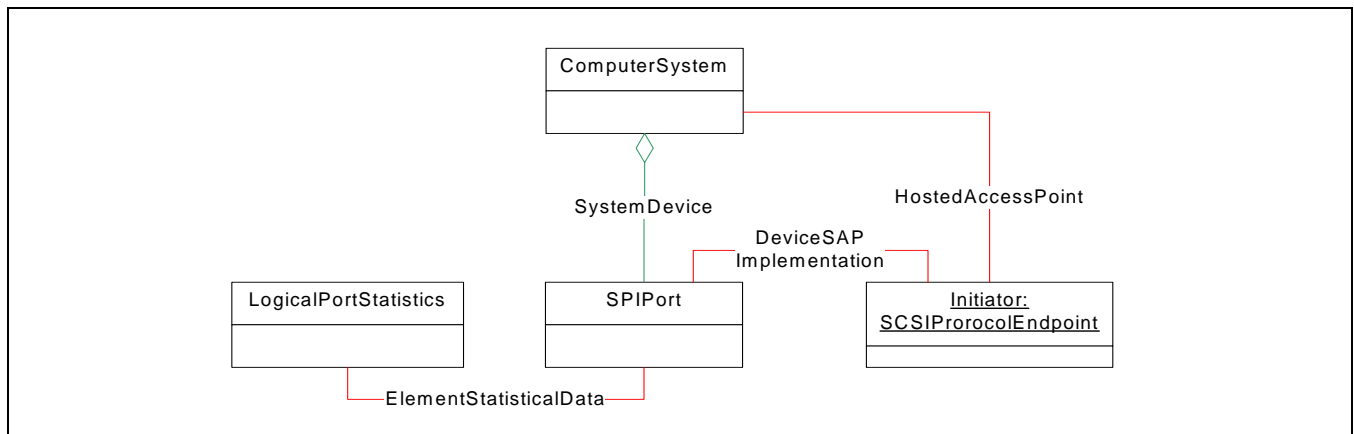 ComputerSystem
SystemDevice
HostedAccessPoint
DeviceSAP
Implementation
LogicalPortStatistics
SPIPort
Initiator:
SCSIProrocolEndpoint
ElementStatisticalData